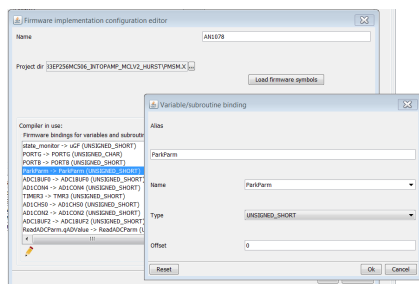 Firmware implementation configuration editor
Name
AN1078
Project dir
33EP256MC506_INTOPAMP_MCLV2_HURST\PMSM.X
...
Load firmware symbols
Compiler in use:
Firmware bindings for variables and subroutin
state_monitor -> uGF (UNSIGNED_SHORT)
PORTG -> PORTG (UNSIGNED_CHAR)
PORTB -> PORTB (UNSIGNED_SHORT)
ParkParm -> ParkParm (UNSIGNED_SHORT)
ADC1BUF0 -> ADC1BUF0 (UNSIGNED_SHORT)
AD1CON4 -> AD1CON4 (UNSIGNED_SHORT)
TIMER3 -> TMR3 (UNSIGNED_SHORT)
AD1CHS0 -> AD1CHS0 (UNSIGNED_SHORT)
AD1CON2 -> AD1CON2 (UNSIGNED_SHORT)
ADC1BUF2 -> ADC1BUF2 (UNSIGNED_SHORT)
ReadADCParm.qADValue -> ReadADCParm (U
Variable/subroutine binding
Alias
ParkParm
Name
ParkParm
Type
UNSIGNED_SHORT
Offset
0
Reset
Ok
Cancel